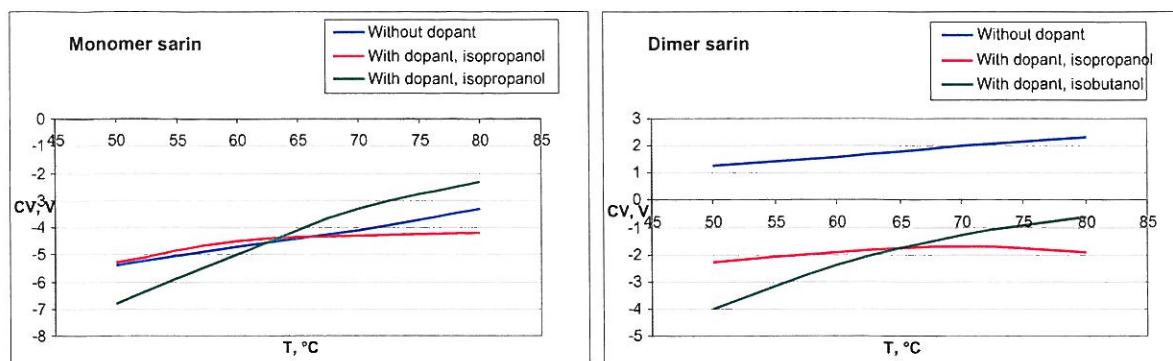 Monomer sarin
Without dopant
With dopant, isopropanol
With dopant, isopropanol
0
45 50 55 60 65 70 75 80 85
-1
-2
-3
CV, V
-4
-5
-6
-7
-8
T, °C
Dimer sarin
Without dopant
With dopant, isopropanol
With dopant, isobutanol
3
2
1
0
CV, V
45 50 55 60 65 70 75 80 85
-1
-2
-3
-4
-5
T, °C